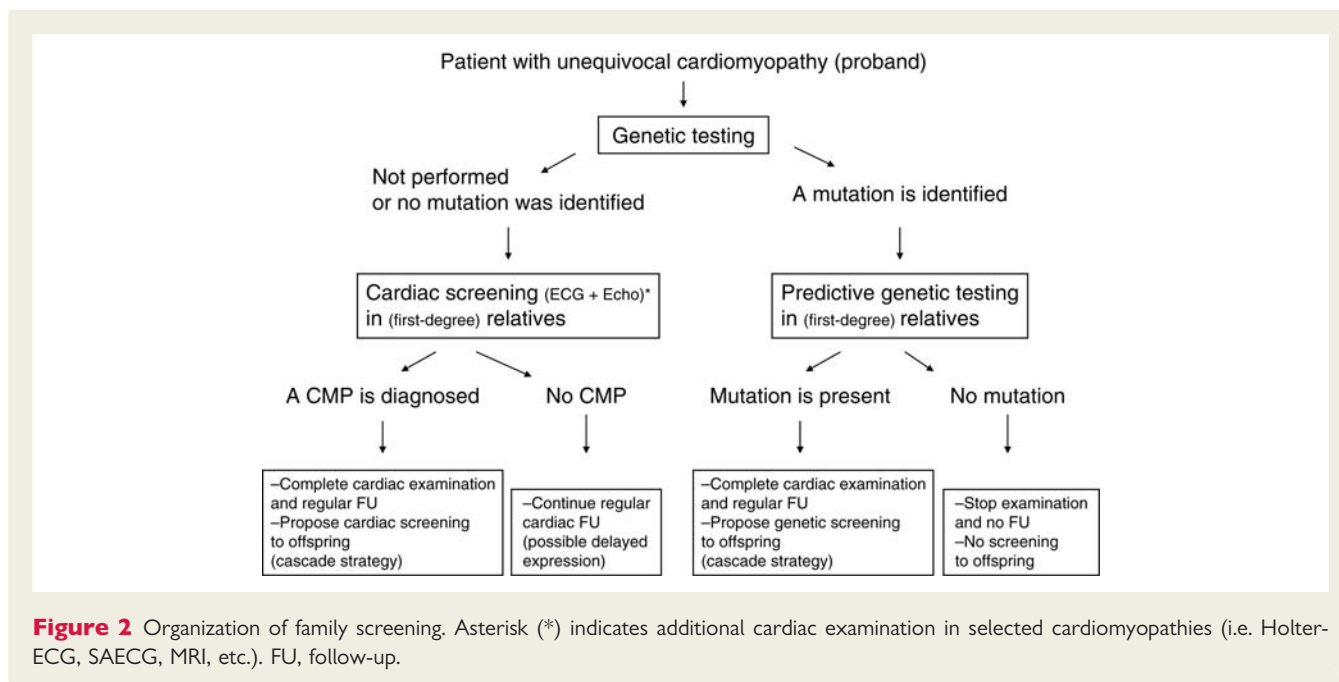 Patient with unequivocal cardiomyopathy (proband)
Genetic testing
Not performed
or no mutation was identified
A mutation is identified
Cardiac screening (ECG + Echo)*
in (first-degree) relatives
Predictive genetic testing
in (first-degree) relatives
A CMP is diagnosed
No CMP
Mutation is present
No mutation
–Complete cardiac examination
and regular FU
–Propose cardiac screening
to offspring
(cascade strategy)
–Continue regular
cardiac FU
(possible delayed
expression)
–Complete cardiac examination
and regular FU
–Propose genetic screening
to offspring
(cascade strategy)
–Stop examination
and no FU
–No screening
to offspring
Figure 2 Organization of family screening. Asterisk (*) indicates additional cardiac examination in selected cardiomyopathies (i.e. Holter-
ECG, SAECG, MRI, etc.). FU, follow-up.